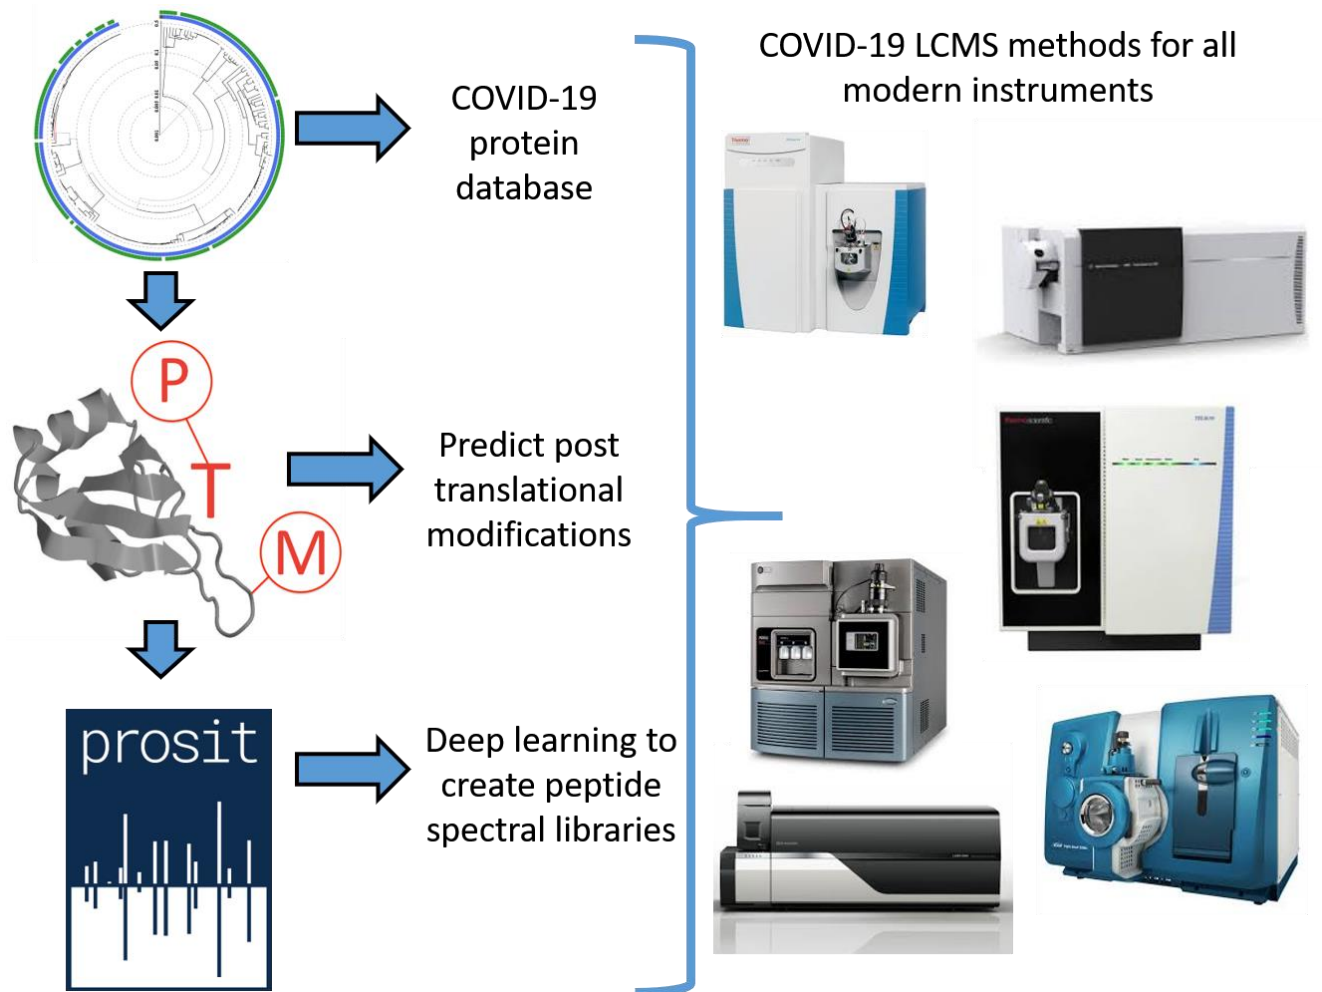 COVID-19
protein
database
P
T
M
Predict post
translational
modifications
prosit
Deep learning to
create peptide
spectral libraries
COVID-19 LCMS methods for all
modern instruments
thermoscientific